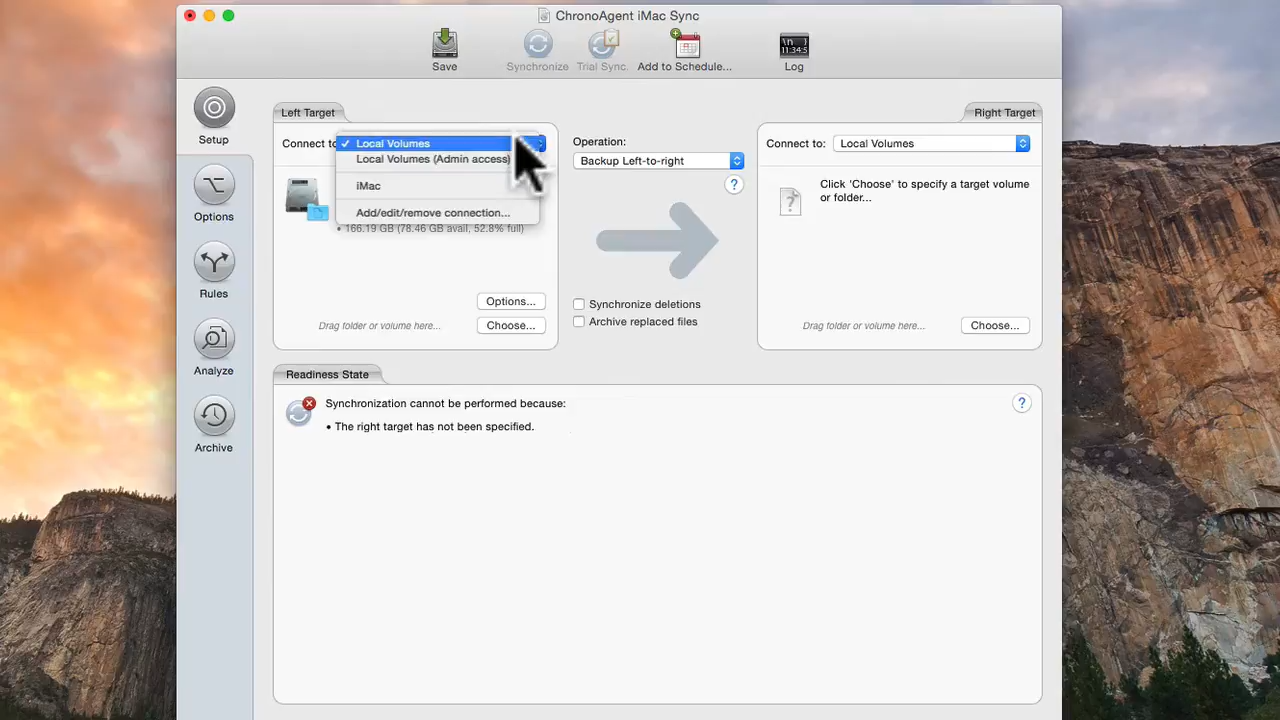 ChronoAgent iMac Sync
Save
Synchronize
Trial Sync.
Add to Schedule...
\n }
11:34:5
Log
Setup
Options
Rules
Analyze
Archive
Left Target
Connect to
Local Volumes
Local Volumes (Admin access)
iMac
Add/edit/remove connection...
• 166.19 GB (78.46 GB avail, 52.8% full)
Options...
Drag folder or volume here...
Choose...
Operation:
Backup Left-to-right
?
Synchronize deletions
Archive replaced files
Right Target
Connect to:
Local Volumes
?
Click 'Choose' to specify a target volume
or folder...
Drag folder or volume here...
Choose...
Readiness State
Synchronization cannot be performed because:
• The right target has not been specified.
?